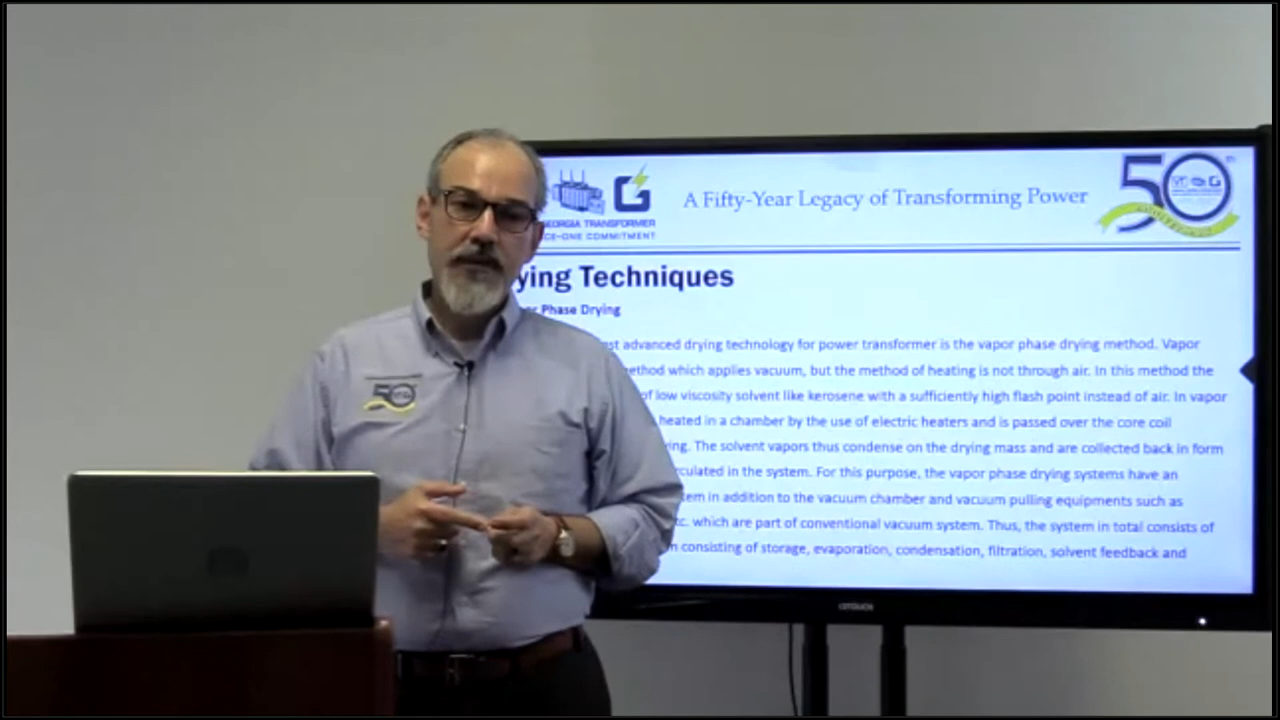 A Fifty-Year Legacy of Transforming Power
50
GEORGIA TRANSFORMER
CE-ONE COMMITMENT
ying Techniques
Phase Drying
st advanced drying technology for power transformer is the vapor phase drying method. Vapor
ethod which applies vacuum, but the method of heating is not through air. In this method the
of low viscosity solvent like kerosene with a sufficiently high flash point instead of air. In vapor
heated in a chamber by the use of electric heaters and is passed over the core coil
ing. The solvent vapors thus condense on the drying mass and are collected back in form
culated in the system. For this purpose, the vapor phase drying systems have an
tem in addition to the vacuum chamber and vacuum pulling equipments such as
tc. which are part of conventional vacuum system. Thus, the system in total consists of
n consisting of storage, evaporation, condensation, filtration, solvent feedback and
50